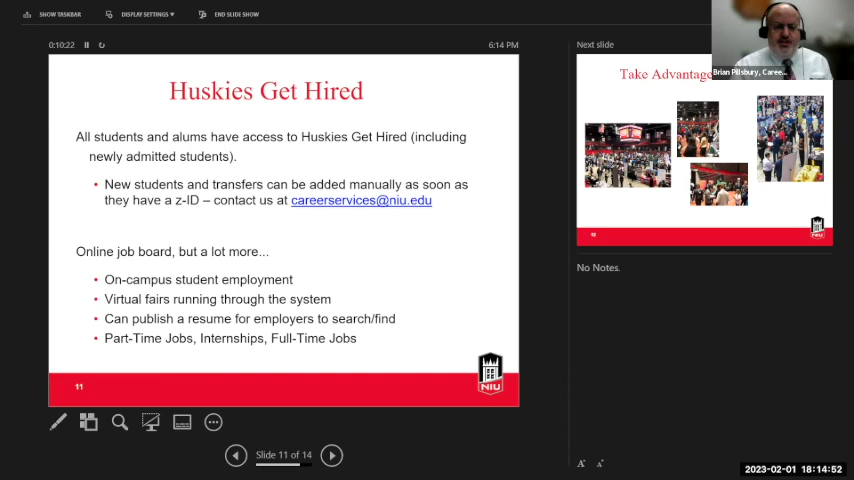 SHOW TASKBAR
DISPLAY SETTINGS ▾
END SLIDE SHOW
0:10:22
6:14 PM
Huskies Get Hired
All students and alums have access to Huskies Get Hired (including
newly admitted students).
• New students and transfers can be added manually as soon as
they have a z-ID – contact us at careerservices@niu.edu
Online job board, but a lot more...
• On-campus student employment
• Virtual fairs running through the system
• Can publish a resume for employers to search/find
• Part-Time Jobs, Internships, Full-Time Jobs
11
NIU
Slide 11 of 14
Next slide
Take Advantage
Brian Pillsbury, Caree...
NIU
No Notes.
A A
2023-02-01 18:14:52